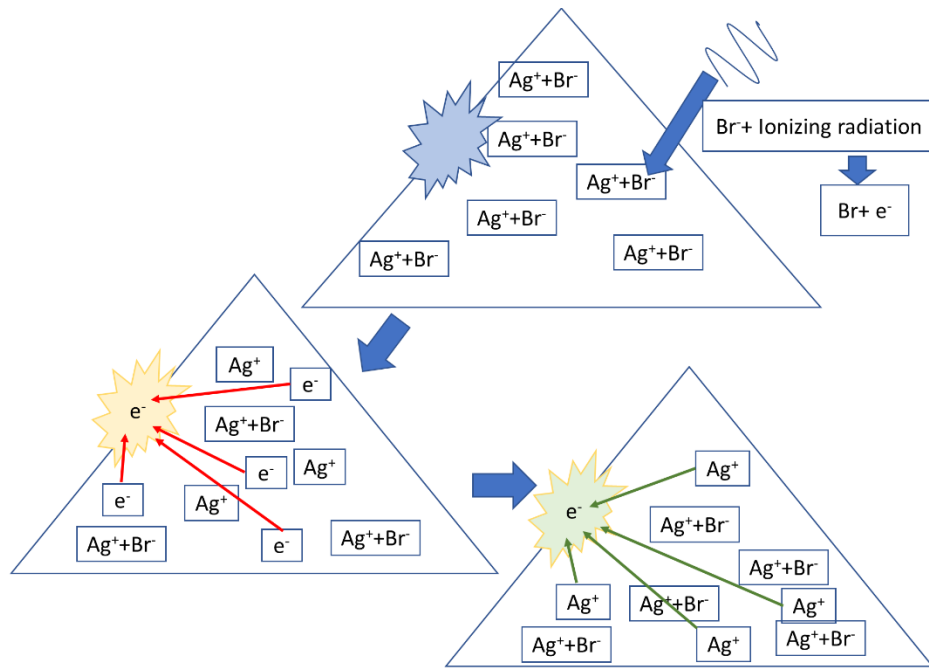 Ag⁺+Br⁻
Ag⁺+Br⁻
Br⁻+ Ionizing radiation
Ag⁺+Br⁻
Br+ e⁻
Ag⁺+Br⁻
Ag⁺+Br⁻
Ag⁺+Br⁻
Ag⁺
e⁻
e⁻
Ag⁺+Br⁻
Ag⁺
e⁻
e⁻
Ag⁺
Ag⁺+Br⁻
e⁻
Ag⁺+Br⁻
Ag⁺
e⁻
Ag⁺+Br⁻
Ag⁺+Br⁻
Ag⁺
Ag⁺+Br⁻
Ag⁺
Ag⁺+Br⁻
Ag⁺
Ag⁺+Br⁻